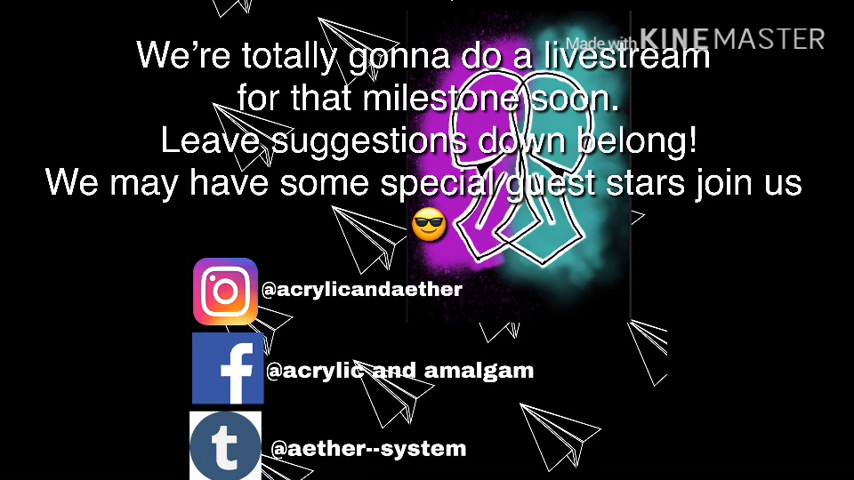 Made with KINEMASTER
We're totally gonna do a livestream
for that milestone soon.
Leave suggestions down belong!
We may have some special guest stars join us
😎
@acrylicandaether
f
@acrylic and amalgam
t
@aether--system